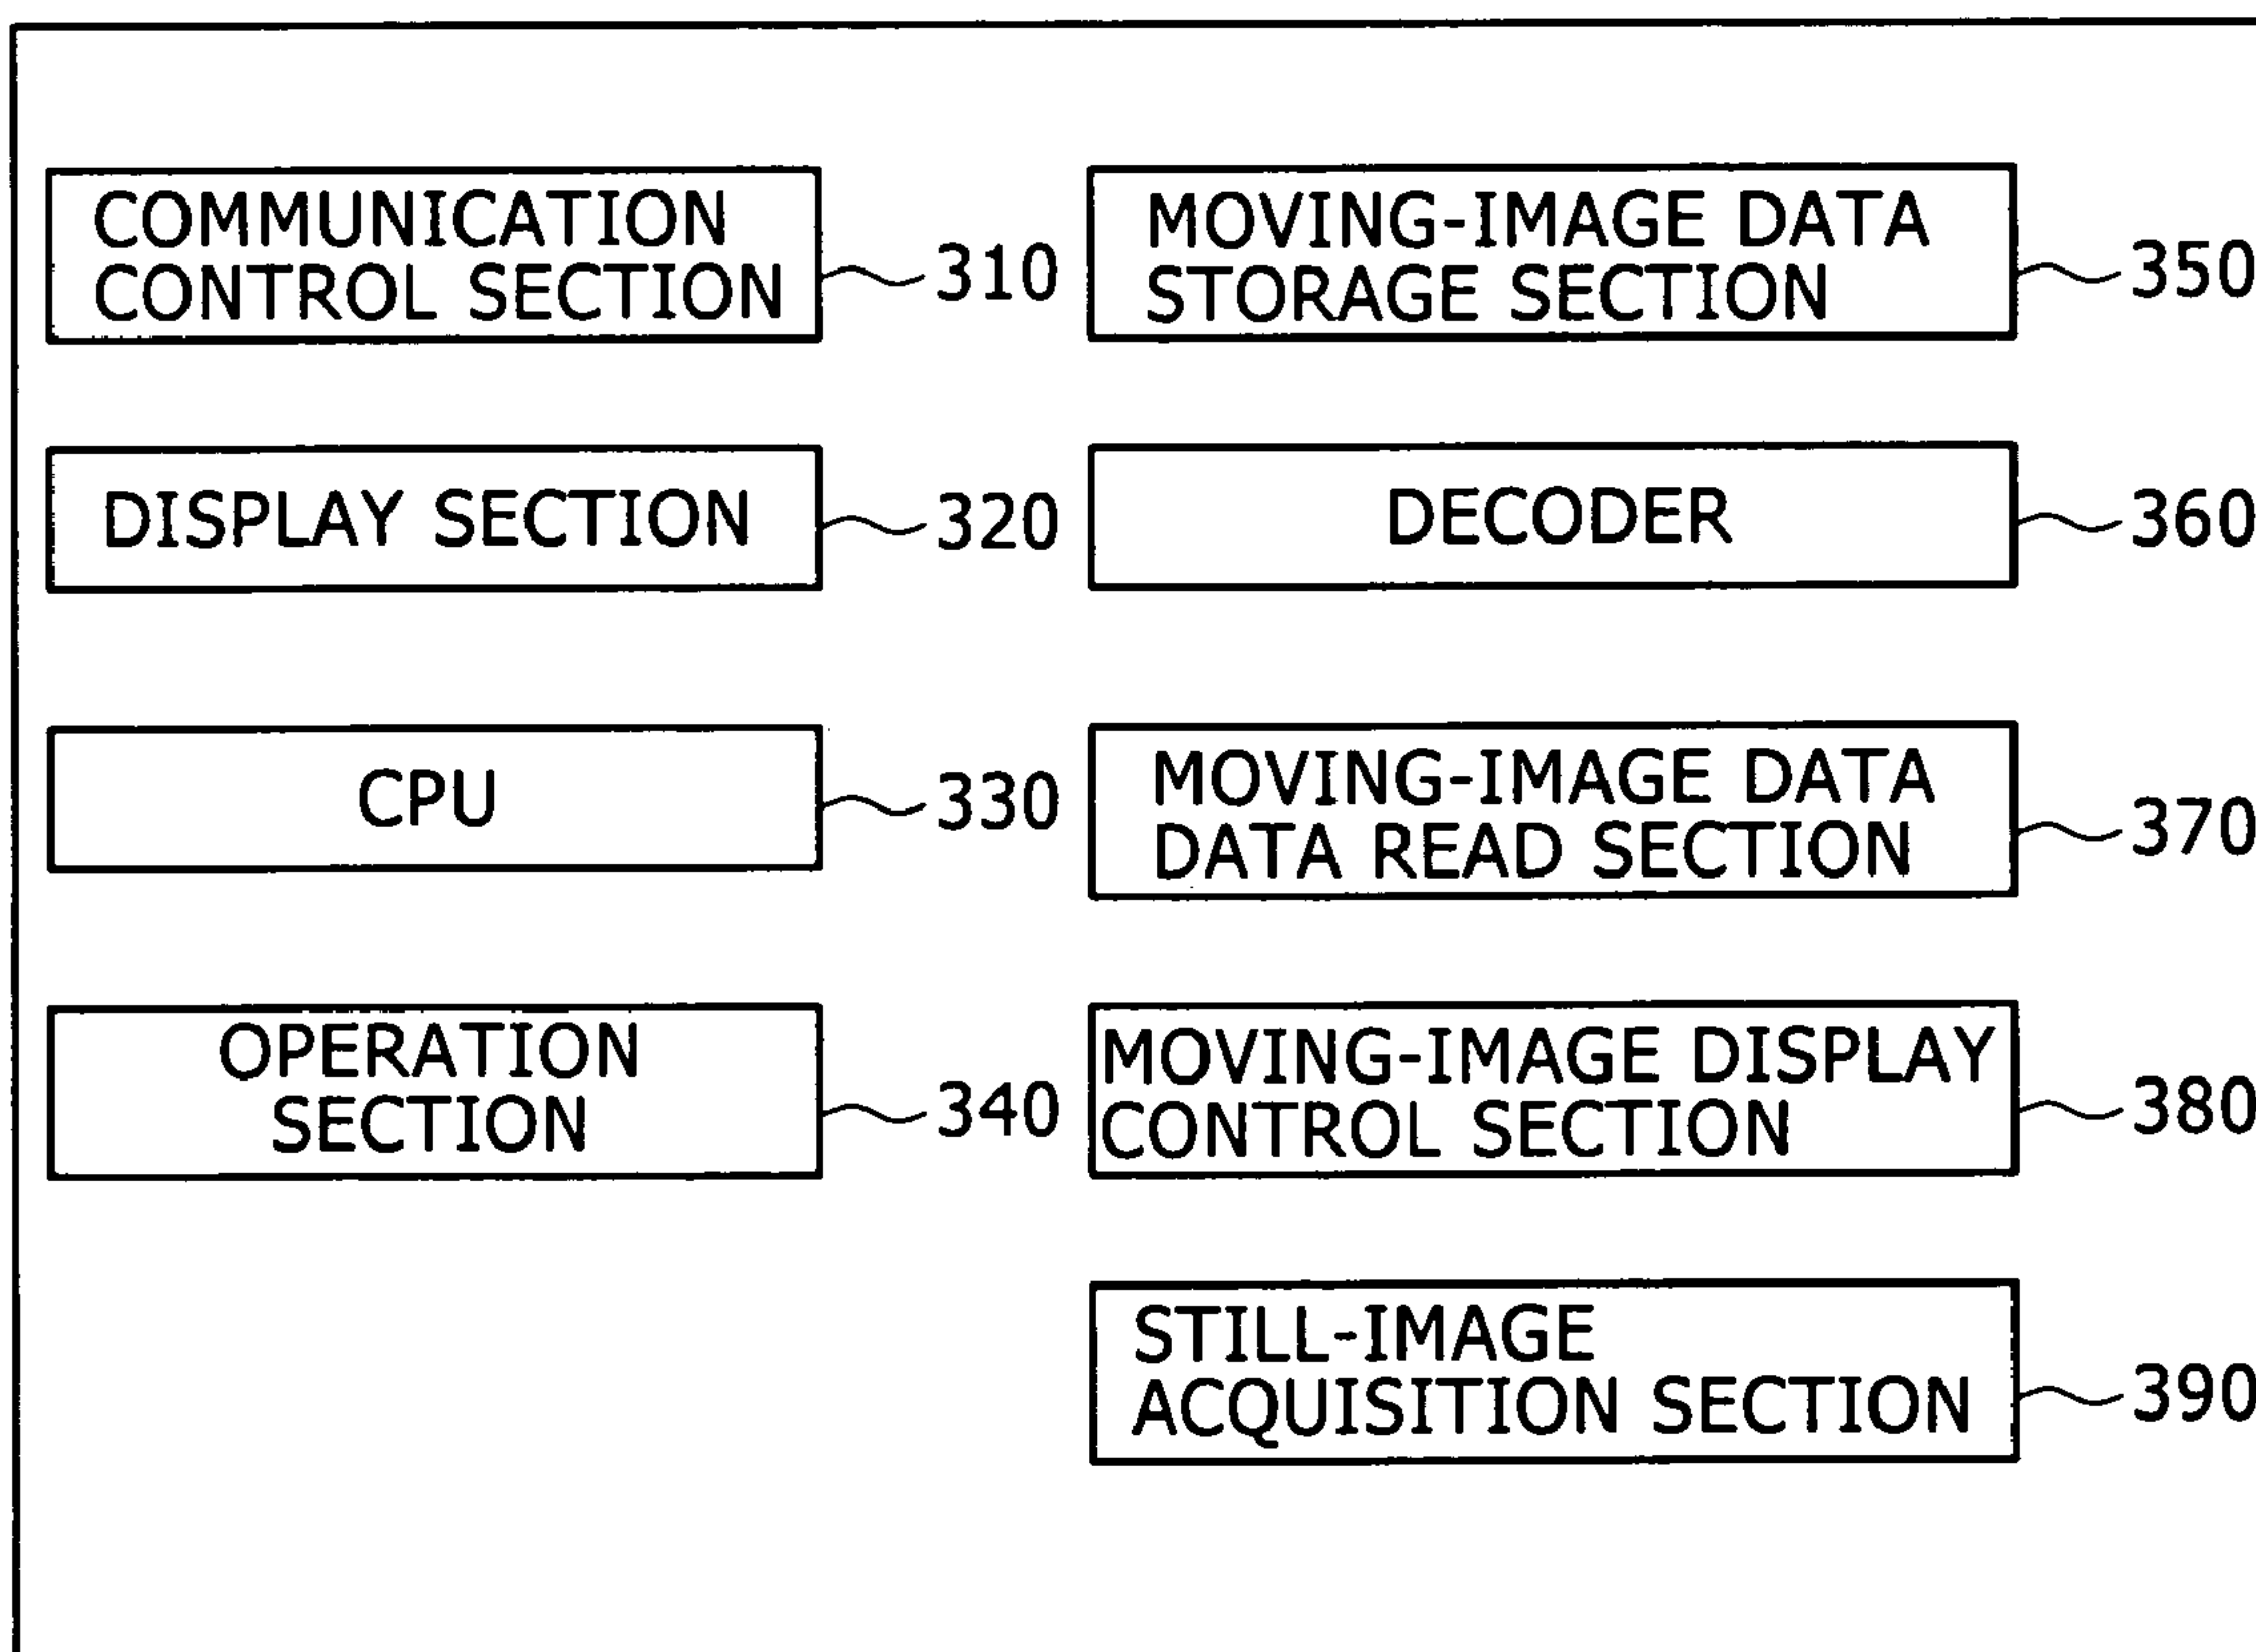 COMMUNICATION
CONTROL SECTION
310
DISPLAY SECTION
320
CPU
330
OPERATION
SECTION
340
MOVING-IMAGE DATA
STORAGE SECTION
350
DECODER
360
MOVING-IMAGE DATA
DATA READ SECTION
370
MOVING-IMAGE DISPLAY
CONTROL SECTION
380
STILL-IMAGE
ACQUISITION SECTION
390